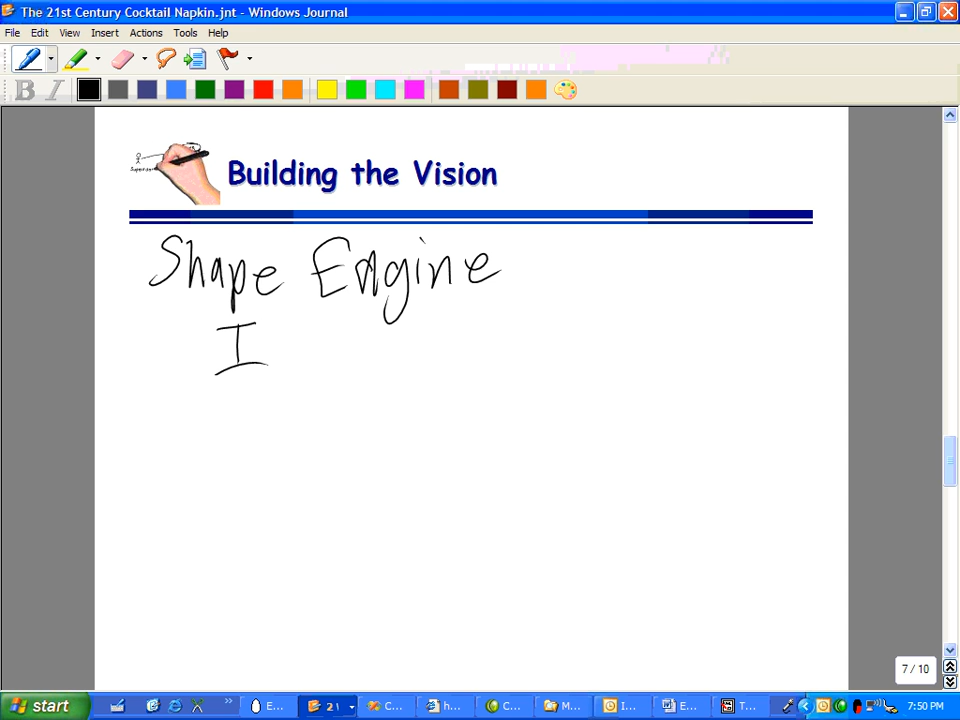 The 21st Century Cocktail Napkin.jnt - Windows Journal
File Edit View Insert Actions Tools Help
B I
Building the Vision
Shape Engine
I
7 / 10
start
21
E...
C...
h...
C...
M...
I...
E...
T...
7:50 PM